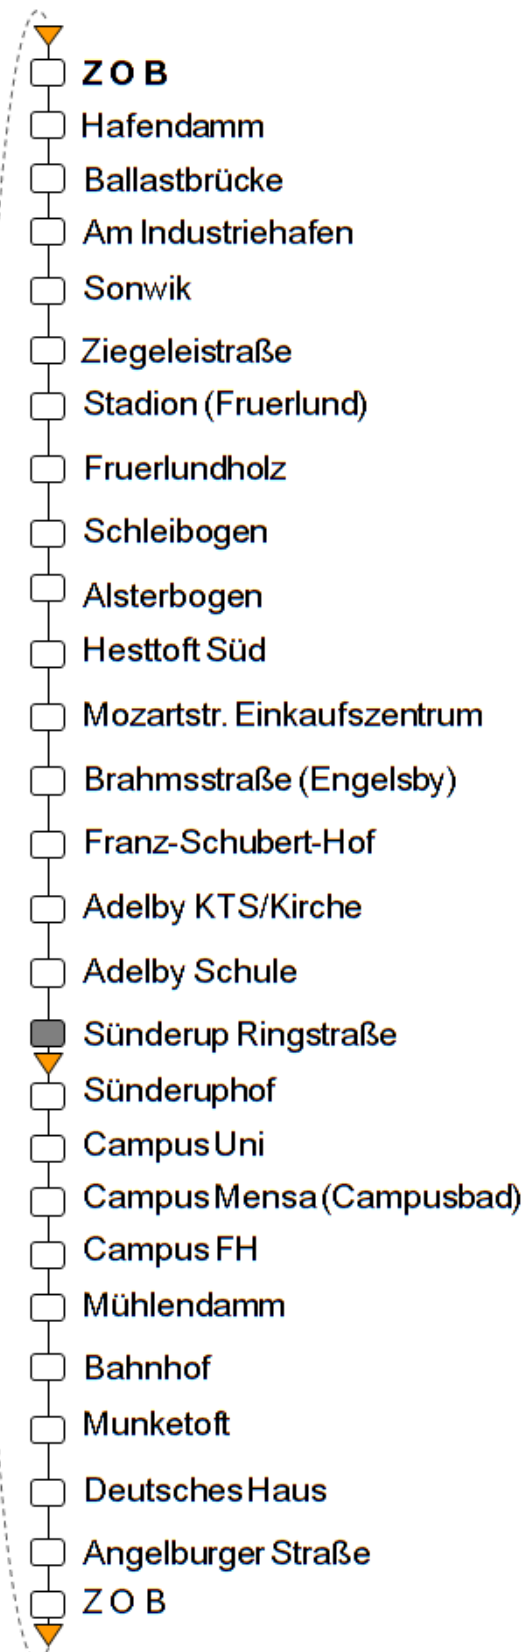 ZOB
Hafendamm
Ballastbrücke
Am Industriehafen
Sonwik
Ziegeleistraße
Stadion (Fruerlund)
Fruerlundholz
Schleibogen
Alsterbogen
Hesttoft Süd
Mozartstr. Einkaufszentrum
Brahmsstraße (Engelsby)
Franz-Schubert-Hof
Adelby KTS/Kirche
Adelby Schule
Sünderup Ringstraße
Sünderuphof
Campus Uni
Campus Mensa (Campusbad)
Campus FH
Mühlendamm
Bahnhof
Munketoft
Deutsches Haus
Angelburger Straße
ZOB